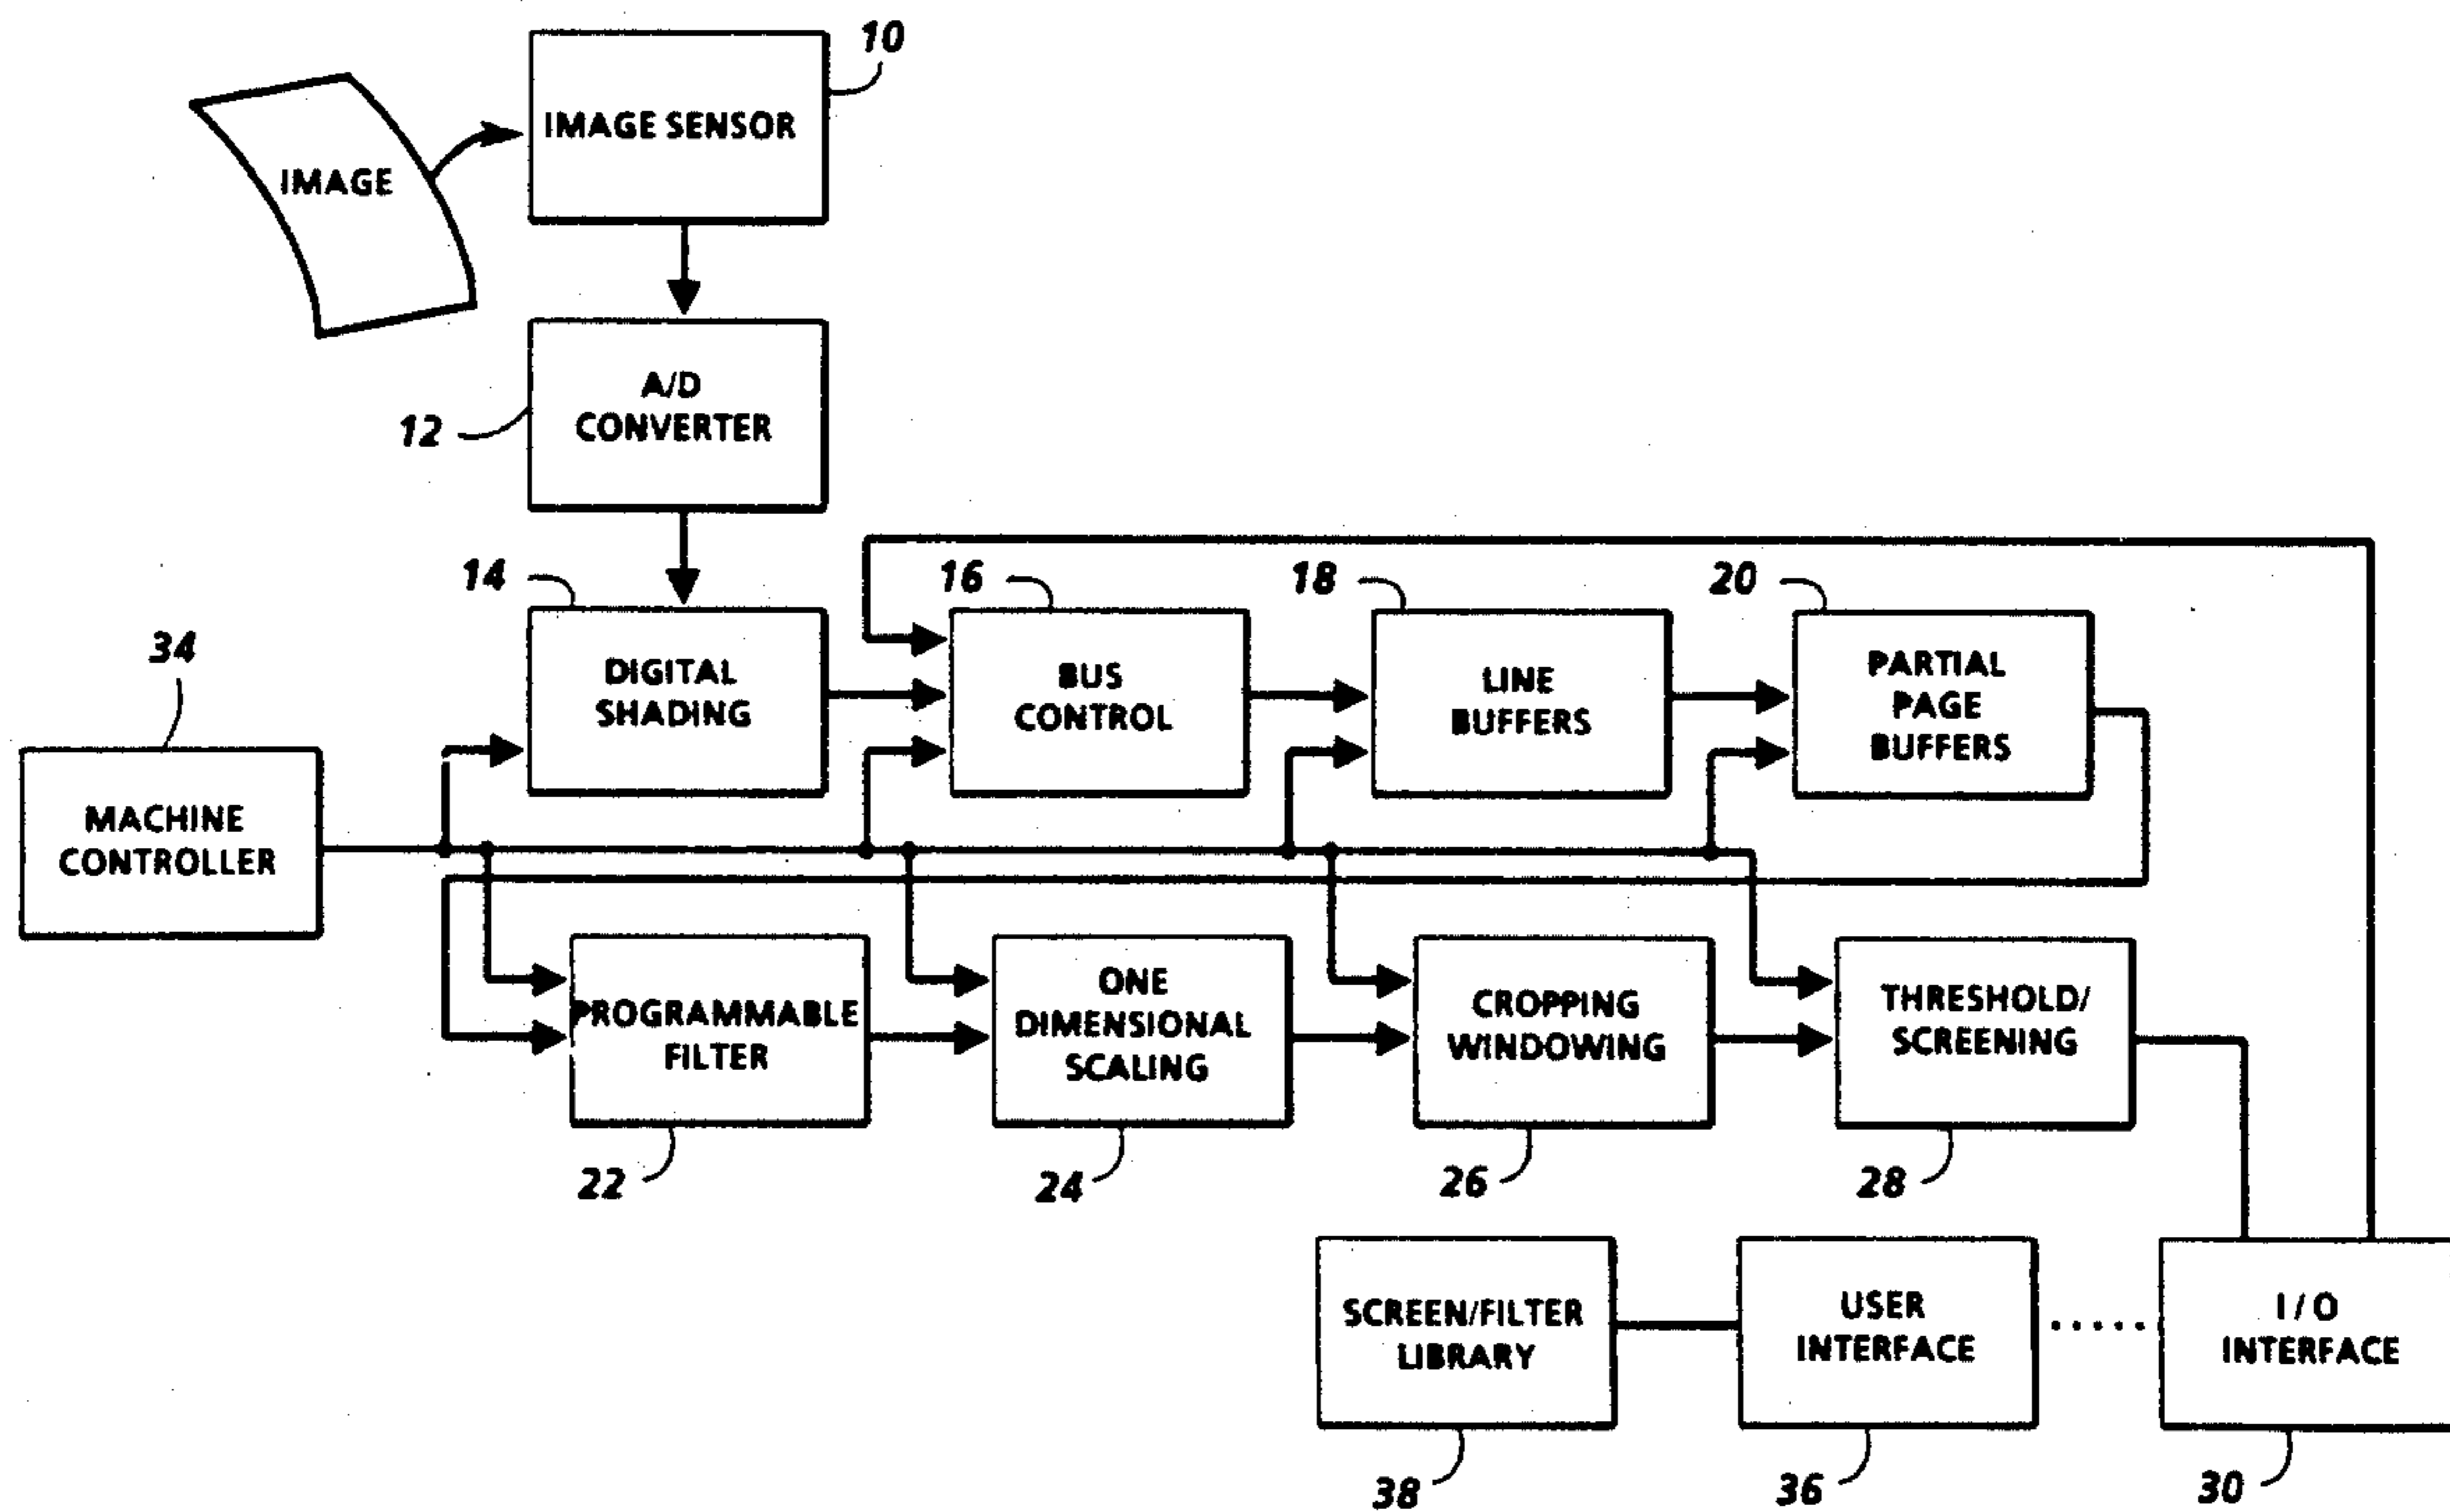 10
IMAGE SENSOR
IMAGE
A/D
CONVERTER
12
14
16
18
20
34
DIGITAL
SHADING
BUS
CONTROL
LINE
BUFFERS
PARTIAL
PAGE
BUFFERS
MACHINE
CONTROLLER
PROGRAMMABLE
FILTER
ONE
DIMENSIONAL
SCALING
CROPPING
WINDOWING
THRESHOLD/
SCREENING
22
24
26
28
SCREEN/FILTER
LIBRARY
USER
INTERFACE
I/O
INTERFACE
38
36
30